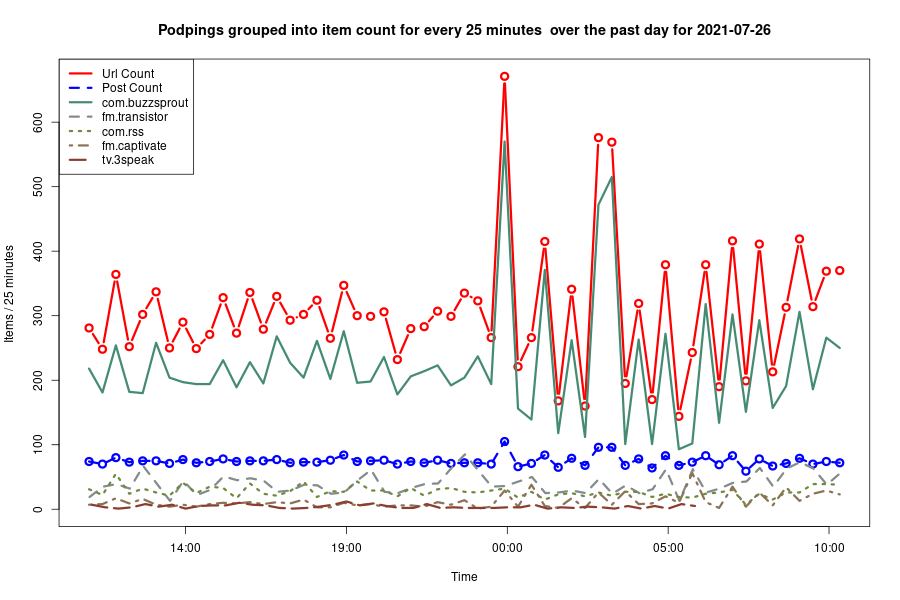 Podpings grouped into item count for every 25 minutes  over the past day for 2021-07-26
Url Count
Post Count
com.buzzsprout
fm.transistor
com.rss
fm.captivate
tv.3speak
Items / 25 minutes
600
500
400
300
200
100
0
14:00
19:00
00:00
05:00
10:00
Time